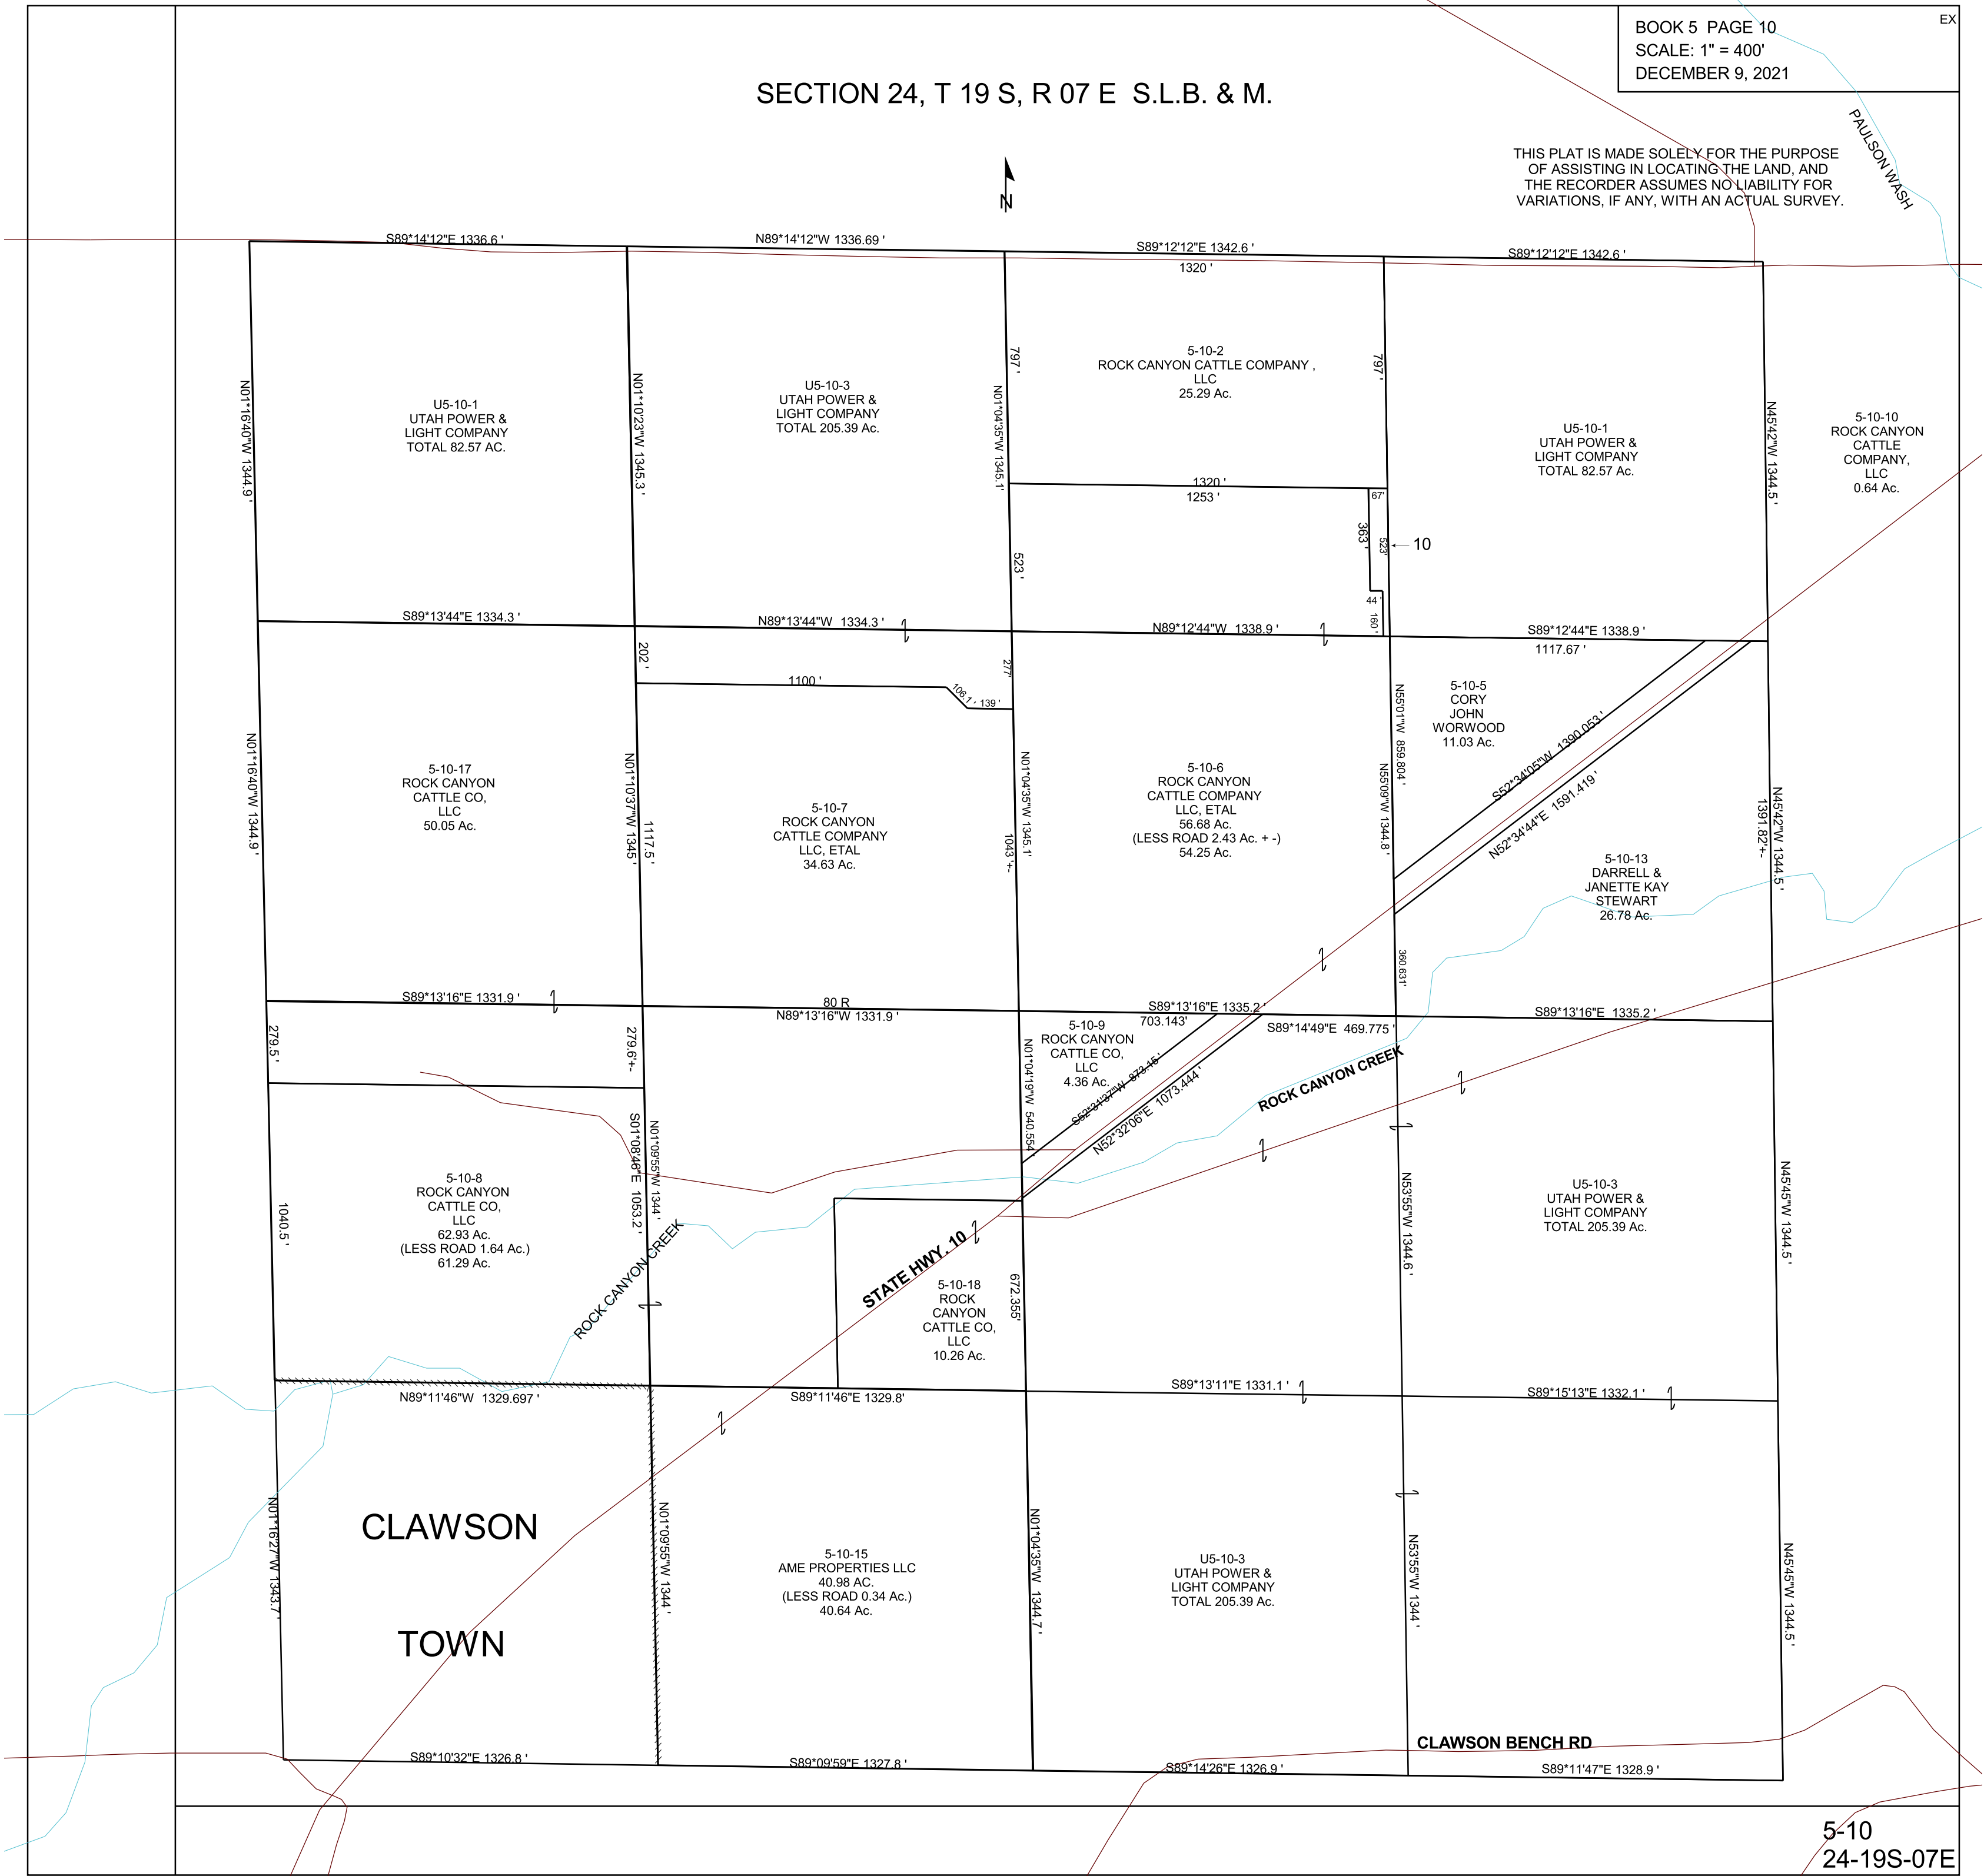 BOOK 5 PAGE 10
EX
SCALE: 1" = 400'
DECEMBER 9, 2021
SECTION 24, T 19 S, R 07 E S.L.B. & M.
PAULSON WASH
THIS PLAT IS MADE SOLELY FOR THE PURPOSE
OF ASSISTING IN LOCATING THE LAND, AND
THE RECORDER ASSUMES NO LIABILITY FOR
VARIATIONS, IF ANY, WITH AN ACTUAL SURVEY.
N
S89*14'12"E 1336.6 '
N89*14'12"W 1336.69 '
S89*12'12"E 1342.6 '
S89*12'12"E 1342.6 '
1320 '
N01*16'40"W 1344.9 '
U5-10-1
UTAH POWER &
LIGHT COMPANY
TOTAL 82.57 AC.
N01*10'23"W 1345.3 '
U5-10-3
UTAH POWER &
LIGHT COMPANY
TOTAL 205.39 Ac.
N01*04'35"W 1345.1'
797 '
5-10-2
ROCK CANYON CATTLE COMPANY ,
LLC
25.29 Ac.
797 '
U5-10-1
UTAH POWER &
LIGHT COMPANY
TOTAL 82.57 Ac.
N45'42"W 1344.5 '
5-10-10
ROCK CANYON
CATTLE
COMPANY,
LLC
0.64 Ac.
1320 '
1253 '
67'
363 '
523'
10
523 '
44 '
160 '
S89*13'44"E 1334.3 '
N89*13'44"W 1334.3 '
N89*12'44"W 1338.9 '
S89*12'44"E 1338.9 '
1117.67 '
202 '
277'
1100 '
106.1 '
139 '
N01*16'40"W 1344.9 '
5-10-17
ROCK CANYON
CATTLE CO,
LLC
50.05 Ac.
N01*10'37"W 1345 '
1117.5 '
5-10-7
ROCK CANYON
CATTLE COMPANY
LLC, ETAL
34.63 Ac.
N01*04'35"W 1345.1'
1043 '+-
5-10-6
ROCK CANYON
CATTLE COMPANY
LLC, ETAL
56.68 Ac.
(LESS ROAD 2.43 Ac. + -)
54.25 Ac.
N55'01"W 859.804 '
N55'09"W 1344.8 '
5-10-5
CORY
JOHN
WORWOOD
11.03 Ac.
S52*34'05"W 1390.053 '
N52*34'44"E 1591.419 '
5-10-13
DARRELL &
JANETTE KAY
STEWART
26.78 Ac.
N45'42"W 1344.5 '
1391.82'+-
360.631'
S89*13'16"E 1331.9 '
80 R
N89*13'16"W 1331.9 '
S89*13'16"E 1335.2 '
703.143'
S89*14'49"E 469.775 '
S89*13'16"E 1335.2 '
279.5 '
279.6'+-
N01*04'19"W 540.554 '
5-10-9
ROCK CANYON
CATTLE CO,
LLC
4.36 Ac.
S52*31'37"W 873.15 '
N52*32'06"E 1073.444 '
ROCK CANYON CREEK
1040.5 '
5-10-8
ROCK CANYON
CATTLE CO,
LLC
62.93 Ac.
(LESS ROAD 1.64 Ac.)
61.29 Ac.
S01*08'46"E 1053.2 '
N01*09'55"W 1344 '
ROCK CANYON CREEK
STATE HWY. 10
5-10-18
ROCK
CANYON
CATTLE CO,
LLC
10.26 Ac.
672.355'
N53'55"W 1344.6 '
U5-10-3
UTAH POWER &
LIGHT COMPANY
TOTAL 205.39 Ac.
N45'45"W 1344.5 '
N89*11'46"W 1329.697 '
S89*11'46"E 1329.8'
S89*13'11"E 1331.1 '
S89*15'13"E 1332.1 '
N01*16'27"W 1343.7 '
CLAWSON
TOWN
N01*09'55"W 1344 '
5-10-15
AME PROPERTIES LLC
40.98 AC.
(LESS ROAD 0.34 Ac.)
40.64 Ac.
N01*04'35"W 1344.7 '
U5-10-3
UTAH POWER &
LIGHT COMPANY
TOTAL 205.39 Ac.
N53'55"W 1344 '
N45'45"W 1344.5 '
CLAWSON BENCH RD
S89*10'32"E 1326.8 '
S89*09'59"E 1327.8 '
S89*14'26"E 1326.9 '
S89*11'47"E 1328.9 '
5-10
24-19S-07E